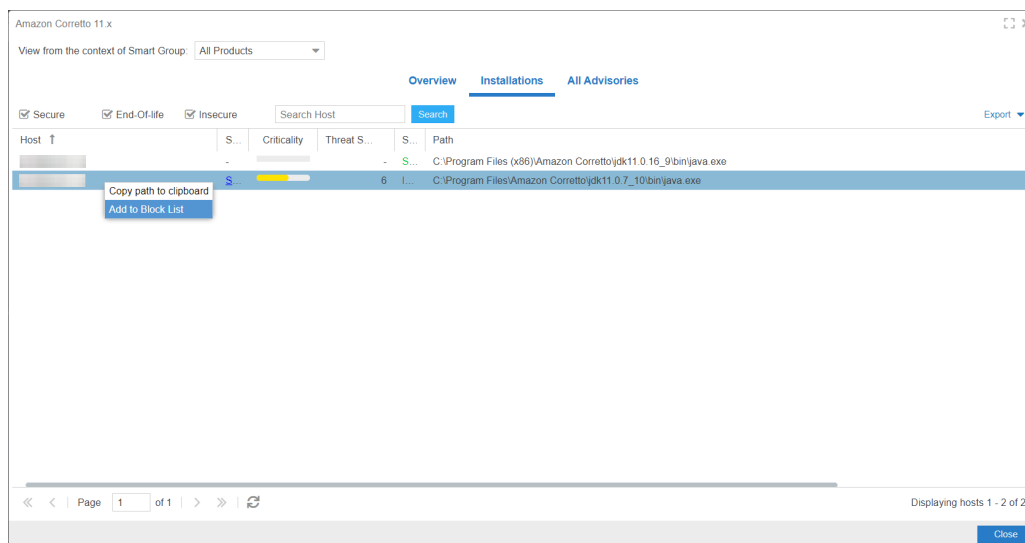 Amazon Corretto 11.x
View from the context of Smart Group: All Products
Overview Installations All Advisories
Secure End-Of-life Insecure Search Host Search Export
Host S... Criticality Threat S... S... Path
- - S... C:\Program Files (x86)\Amazon Corretto\jdk11.0.16_9\bin\java.exe
S... 6 I... C:\Program Files\Amazon Corretto\jdk11.0.7_10\bin\java.exe
Copy path to clipboard
Add to Block List
Page 1 of 1 Displaying hosts 1 - 2 of 2
Close